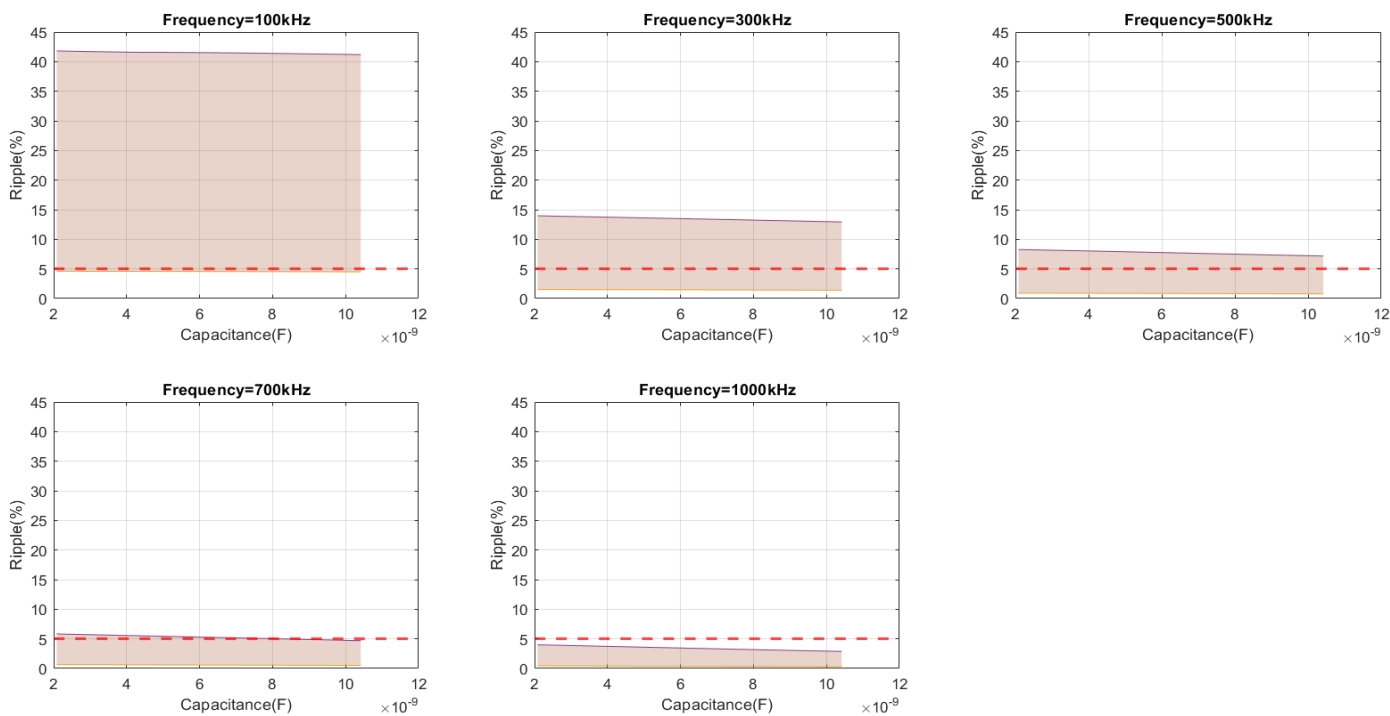 Frequency=100kHz
45
40
35
30
25
20
15
10
5
0
Ripple(%)
2 4 6 8 10 12
Capacitance(F)
×10-9
Frequency=300kHz
45
40
35
30
25
20
15
10
5
0
Ripple(%)
2 4 6 8 10 12
Capacitance(F)
×10-9
Frequency=500kHz
45
40
35
30
25
20
15
10
5
0
Ripple(%)
2 4 6 8 10 12
Capacitance(F)
×10-9
Frequency=700kHz
45
40
35
30
25
20
15
10
5
0
Ripple(%)
2 4 6 8 10 12
Capacitance(F)
×10-9
Frequency=1000kHz
45
40
35
30
25
20
15
10
5
0
Ripple(%)
2 4 6 8 10 12
Capacitance(F)
×10-9